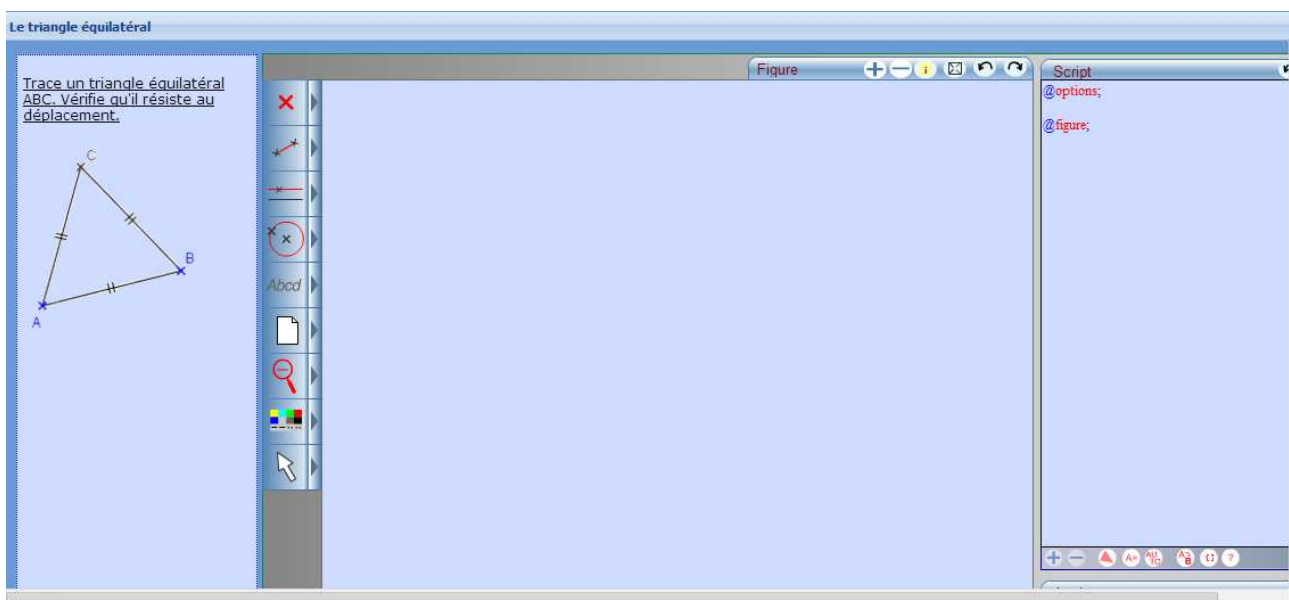 Le triangle équilatéral
Trace un triangle équilatéral
ABC. Vérifie qu'il résiste au
déplacement.
C
B
A
Figure
i
Abcd
Script
@options;
@figure;
?